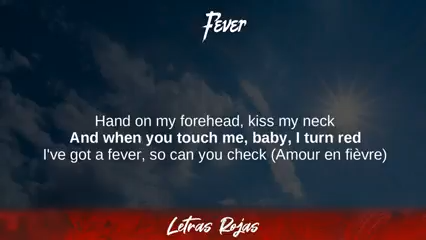 Fever
Hand on my forehead, kiss my neck
And when you touch me, baby, I turn red
I've got a fever, so can you check (Amour en fièvre)
Letras Rojas